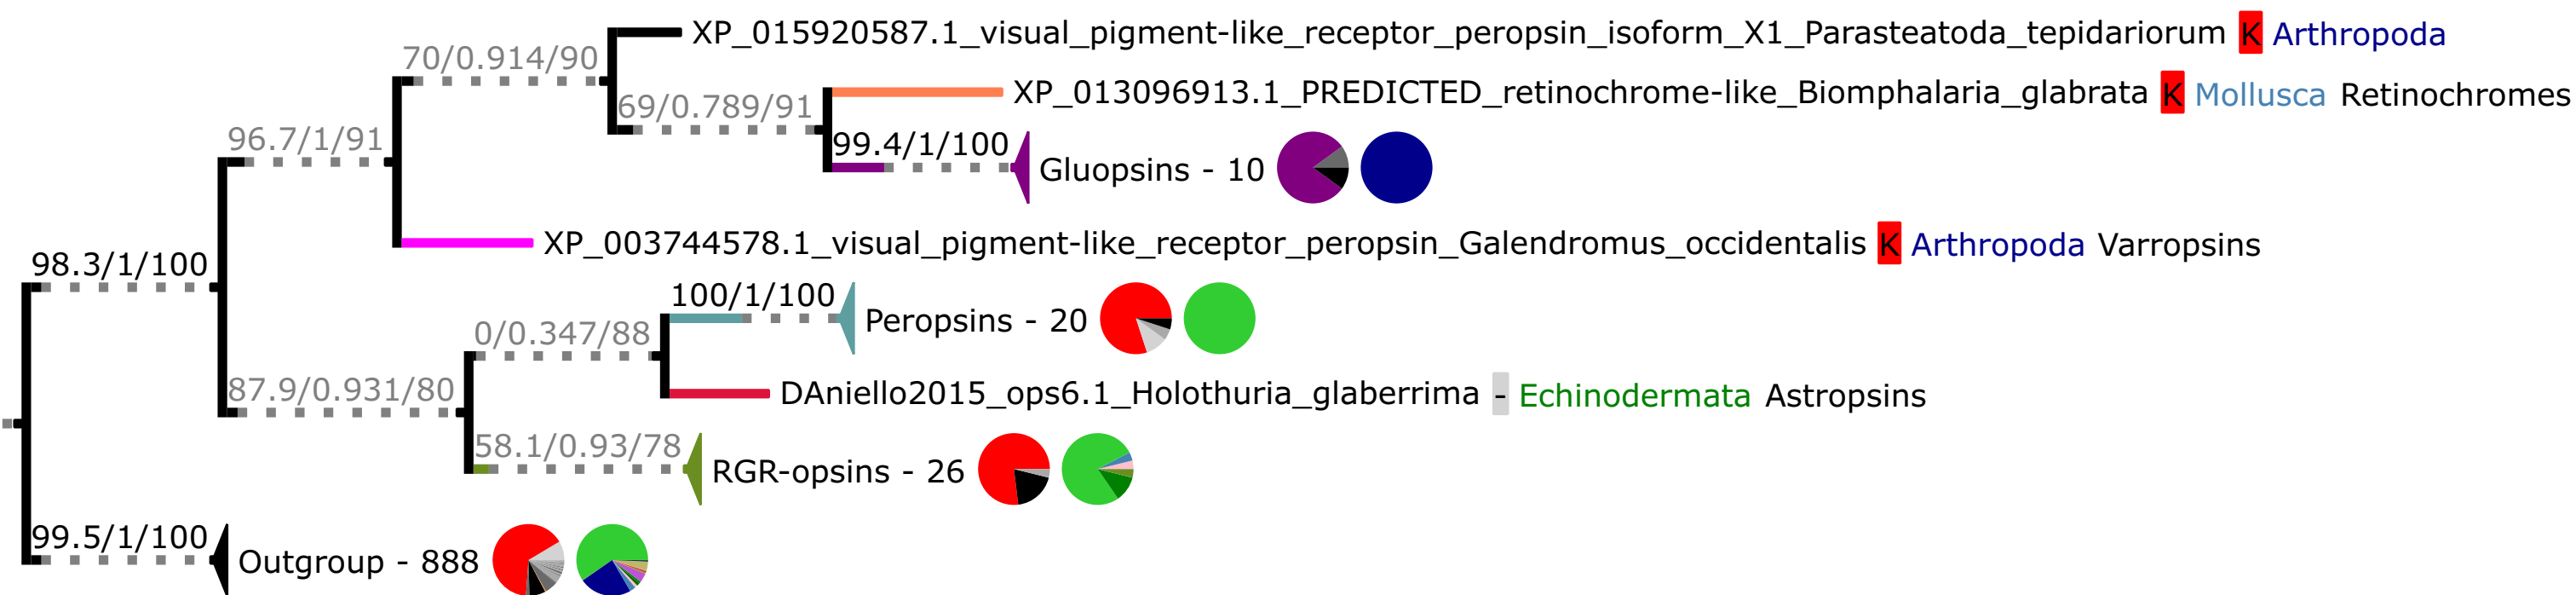 XP_015920587.1_visual_pigment-like_receptor_peropsin_isoform_X1_Parasteatoda_tepidariorum K Arthropoda
70/0.914/90
XP_013096913.1_PREDICTED_retinochrome-like_Biomphalaria_glabrata K Mollusca Retinochromes
69/0.789/91
96.7/1/91
99.4/1/100
Gluopsins - 10
XP_003744578.1_visual_pigment-like_receptor_peropsin_Galendromus_occidentalis K Arthropoda Varropsins
98.3/1/100
100/1/100
Peropsins - 20
0/0.347/88
87.9/0.931/80
DAniello2015_ops6.1_Holothuria_glaberrima - Echinodermata Astropsins
58.1/0.93/78
RGR-opsins - 26
99.5/1/100
Outgroup - 888